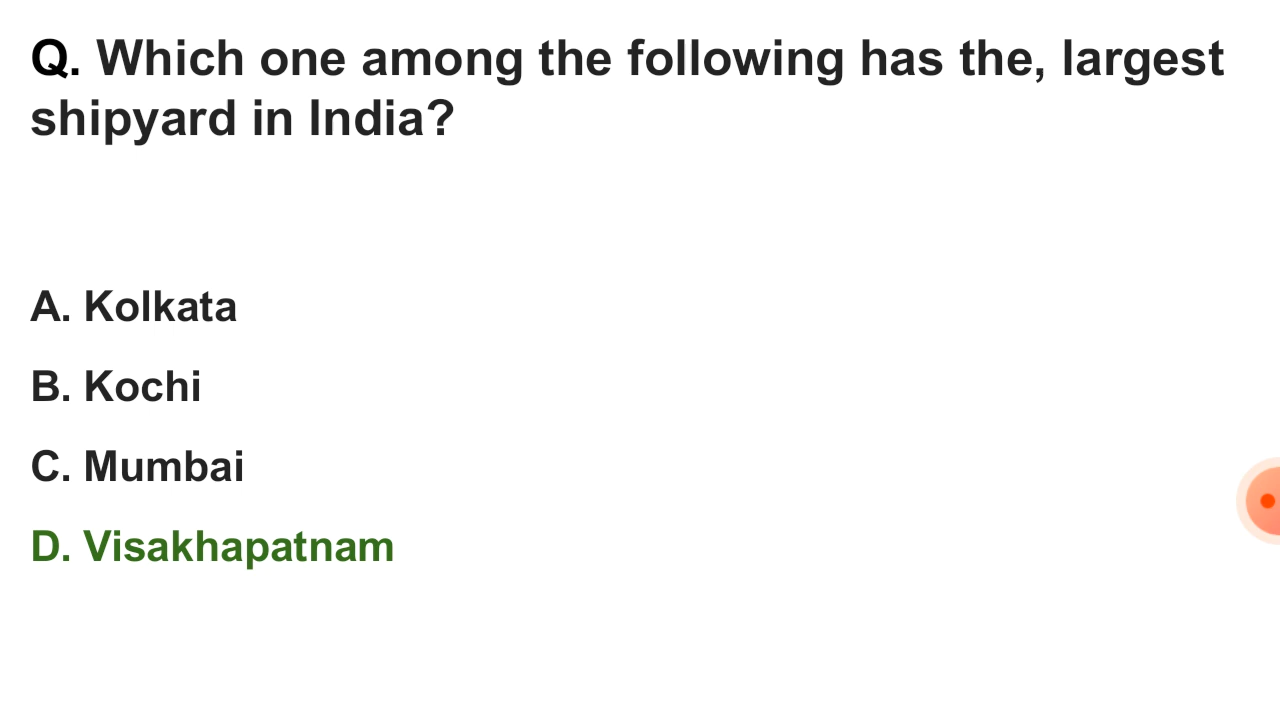 Q. Which one among the following has the, largest
shipyard in India?
A. Kolkata
B. Kochi
C. Mumbai
D. Visakhapatnam